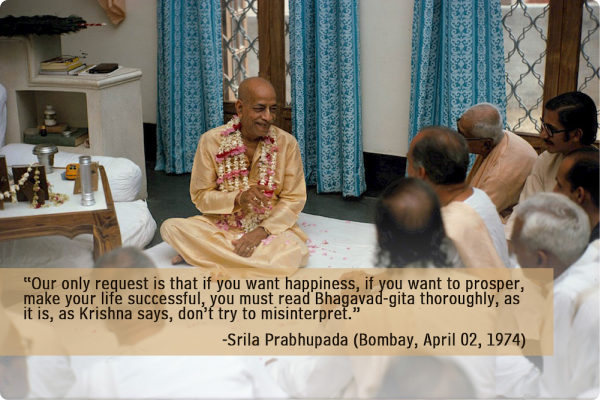 “Our only request is that if you want happiness, if you want to prosper,
make your life successful, you must read Bhagavad-gita thoroughly, as
it is, as Krishna says, don’t try to misinterpret.”
-Srila Prabhupada (Bombay, April 02, 1974)